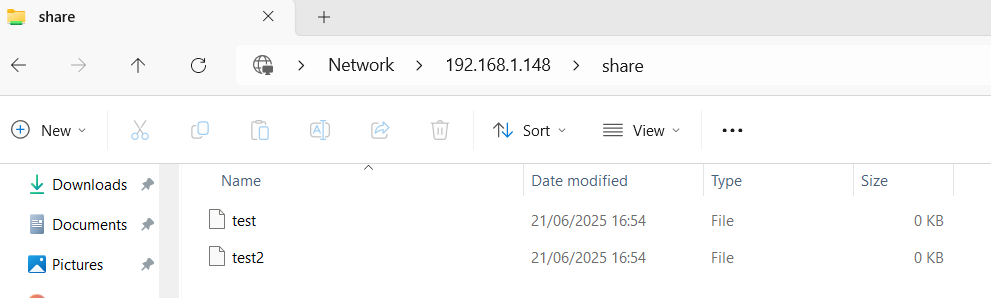 share
Network 192.168.1.148 share
New Sort View
Downloads
Documents
Pictures
Name Date modified Type Size
test 21/06/2025 16:54 File 0 KB
test2 21/06/2025 16:54 File 0 KB